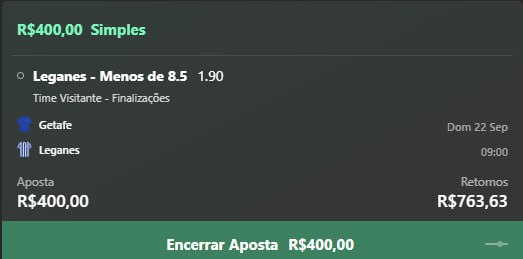 R$400,00 Simples
Leganes - Menos de 8.5 1.90
Time Visitante - Finalizações
Getafe
Dom 22 Sep
Leganes
09:00
Aposta
Retornos
R$400,00
R$763,63
Encerrar Aposta R$400,00